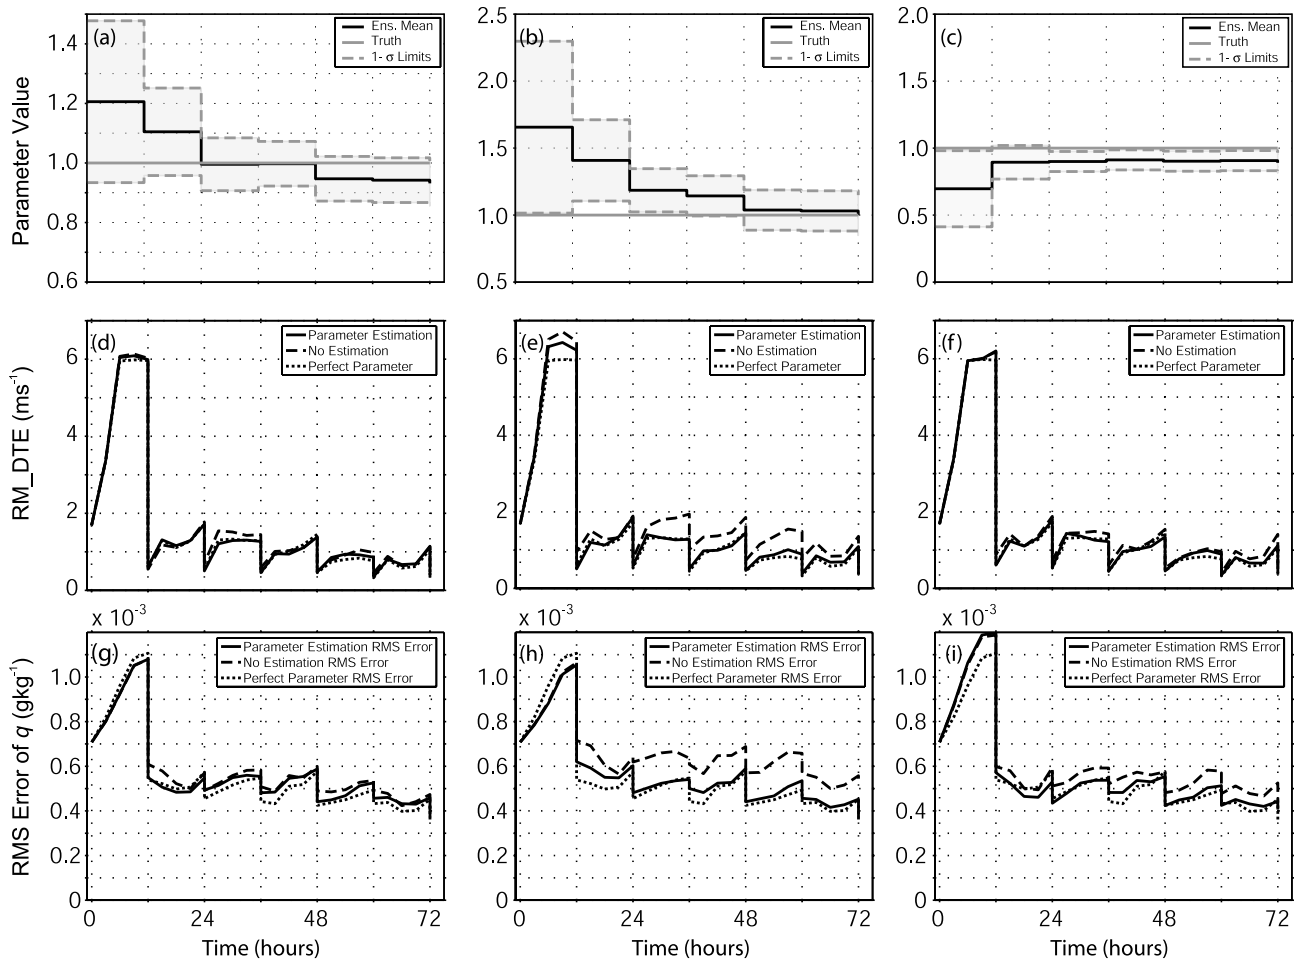 Parameter Value
(a)
Ens. Mean
Truth
1- σ Limits
1.4
1.2
1.0
0.8
0.6
(b)
Ens. Mean
Truth
1- σ Limits
2.5
2.0
1.5
1.0
0.5
(c)
Ens. Mean
Truth
1- σ Limits
2.0
1.5
1.0
0.5
0
RM_DTE (ms⁻¹)
(d)
Parameter Estimation
No Estimation
Perfect Parameter
6
4
2
0
(e)
Parameter Estimation
No Estimation
Perfect Parameter
6
4
2
0
(f)
Parameter Estimation
No Estimation
Perfect Parameter
6
4
2
0
RMS Error of q (gkg⁻¹)
x 10⁻³
(g)
Parameter Estimation RMS Error
No Estimation RMS Error
Perfect Parameter RMS Error
1.0
0.8
0.6
0.4
0.2
0
0 24 48 72
Time (hours)
x 10⁻³
(h)
Parameter Estimation RMS Error
No Estimation RMS Error
Perfect Parameter RMS Error
1.0
0.8
0.6
0.4
0.2
0
0 24 48 72
Time (hours)
x 10⁻³
(i)
Parameter Estimation RMS Error
No Estimation RMS Error
Perfect Parameter RMS Error
1.0
0.8
0.6
0.4
0.2
0
0 24 48 72
Time (hours)